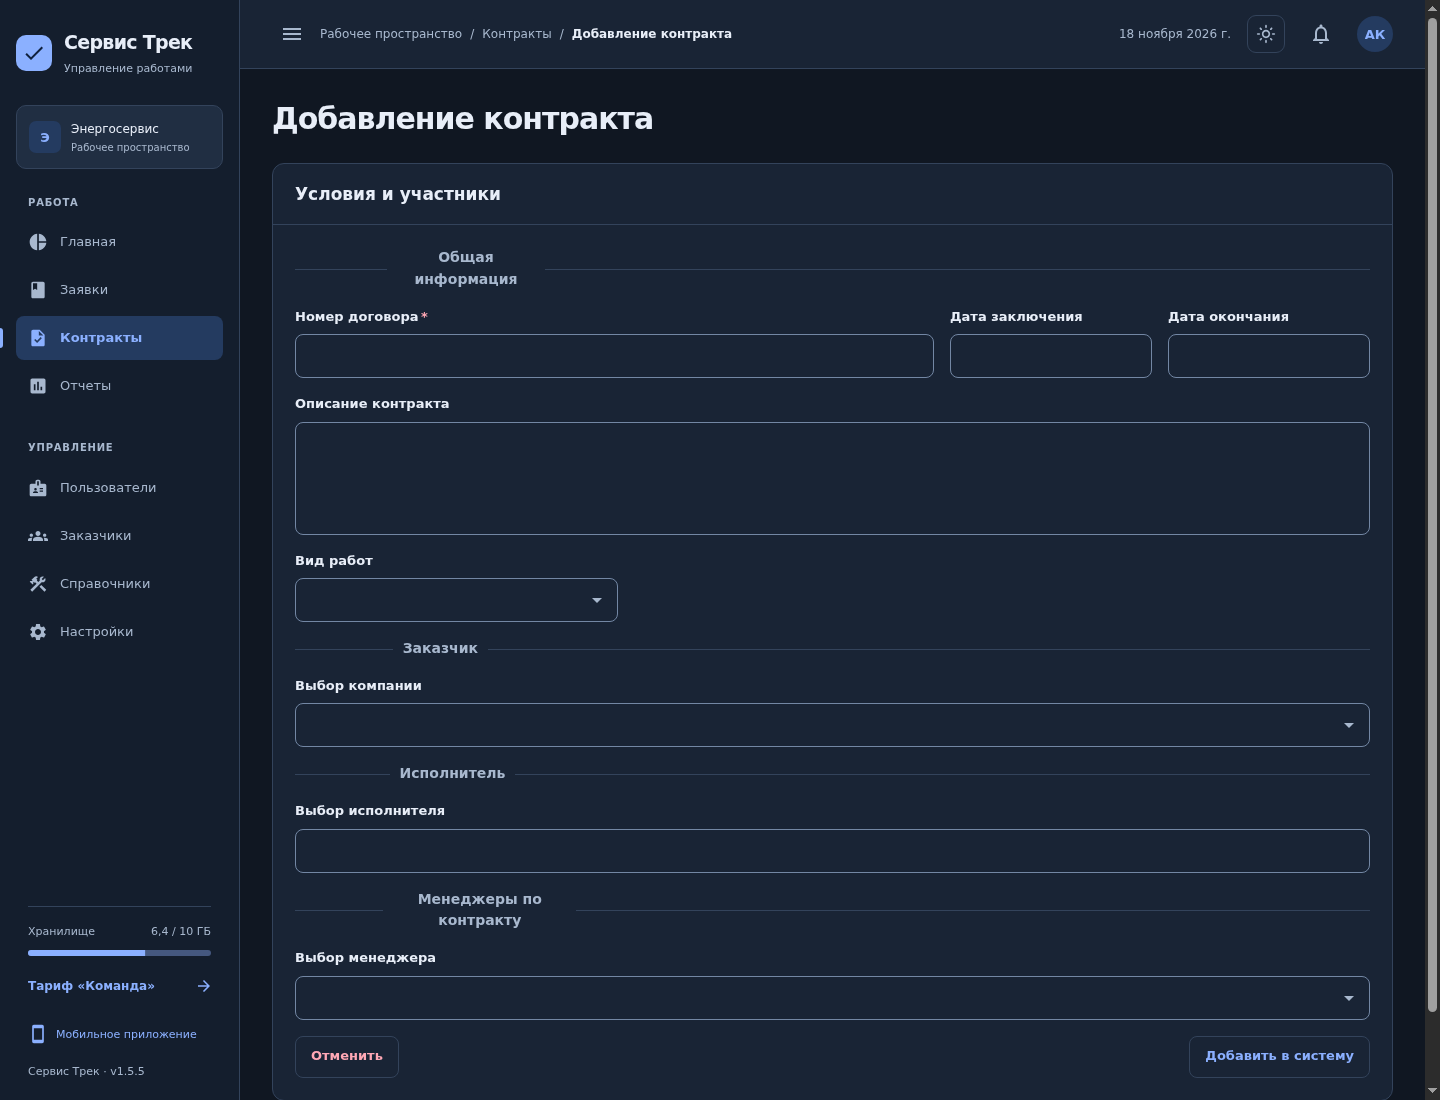 Сервис Трек
Управление работами
Э
Энергосервис
Рабочее пространство
РАБОТА
Главная
Заявки
Контракты
Отчеты
УПРАВЛЕНИЕ
Пользователи
Заказчики
Справочники
Настройки
Хранилище 6,4 / 10 ГБ
Тариф «Команда»
Мобильное приложение
Сервис Трек · v1.5.5
Рабочее пространство / Контракты / Добавление контракта
18 ноября 2026 г.
АК
Добавление контракта
Условия и участники
Общая
информация
Номер договора* Дата заключения Дата окончания
Описание контракта
Вид работ
Заказчик
Выбор компании
Исполнитель
Выбор исполнителя
Менеджеры по
контракту
Выбор менеджера
Отменить Добавить в систему